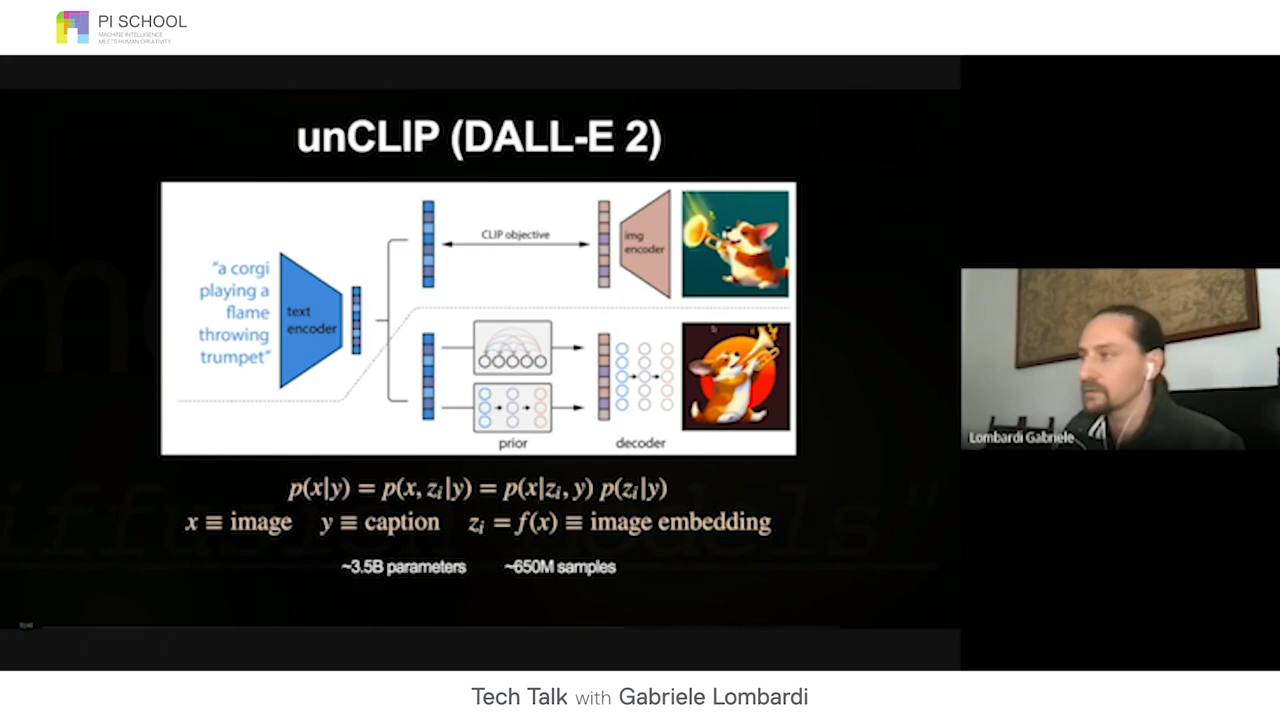 PI SCHOOL
MACHINE INTELLIGENCE
MEETS HUMAN CREATIVITY
unCLIP (DALL-E 2)
"a corgi
playing a
flame
throwing
trumpet"
text
encoder
CLIP objective
img
encoder
prior
decoder
p(x|y) = p(x, zᵢ|y) = p(x|zᵢ, y) p(zᵢ|y)
x ≡ image y ≡ caption zᵢ = f(x) ≡ image embedding
~3.5B parameters ~650M samples
Lombardi Gabriele
Tech Talk with Gabriele Lombardi